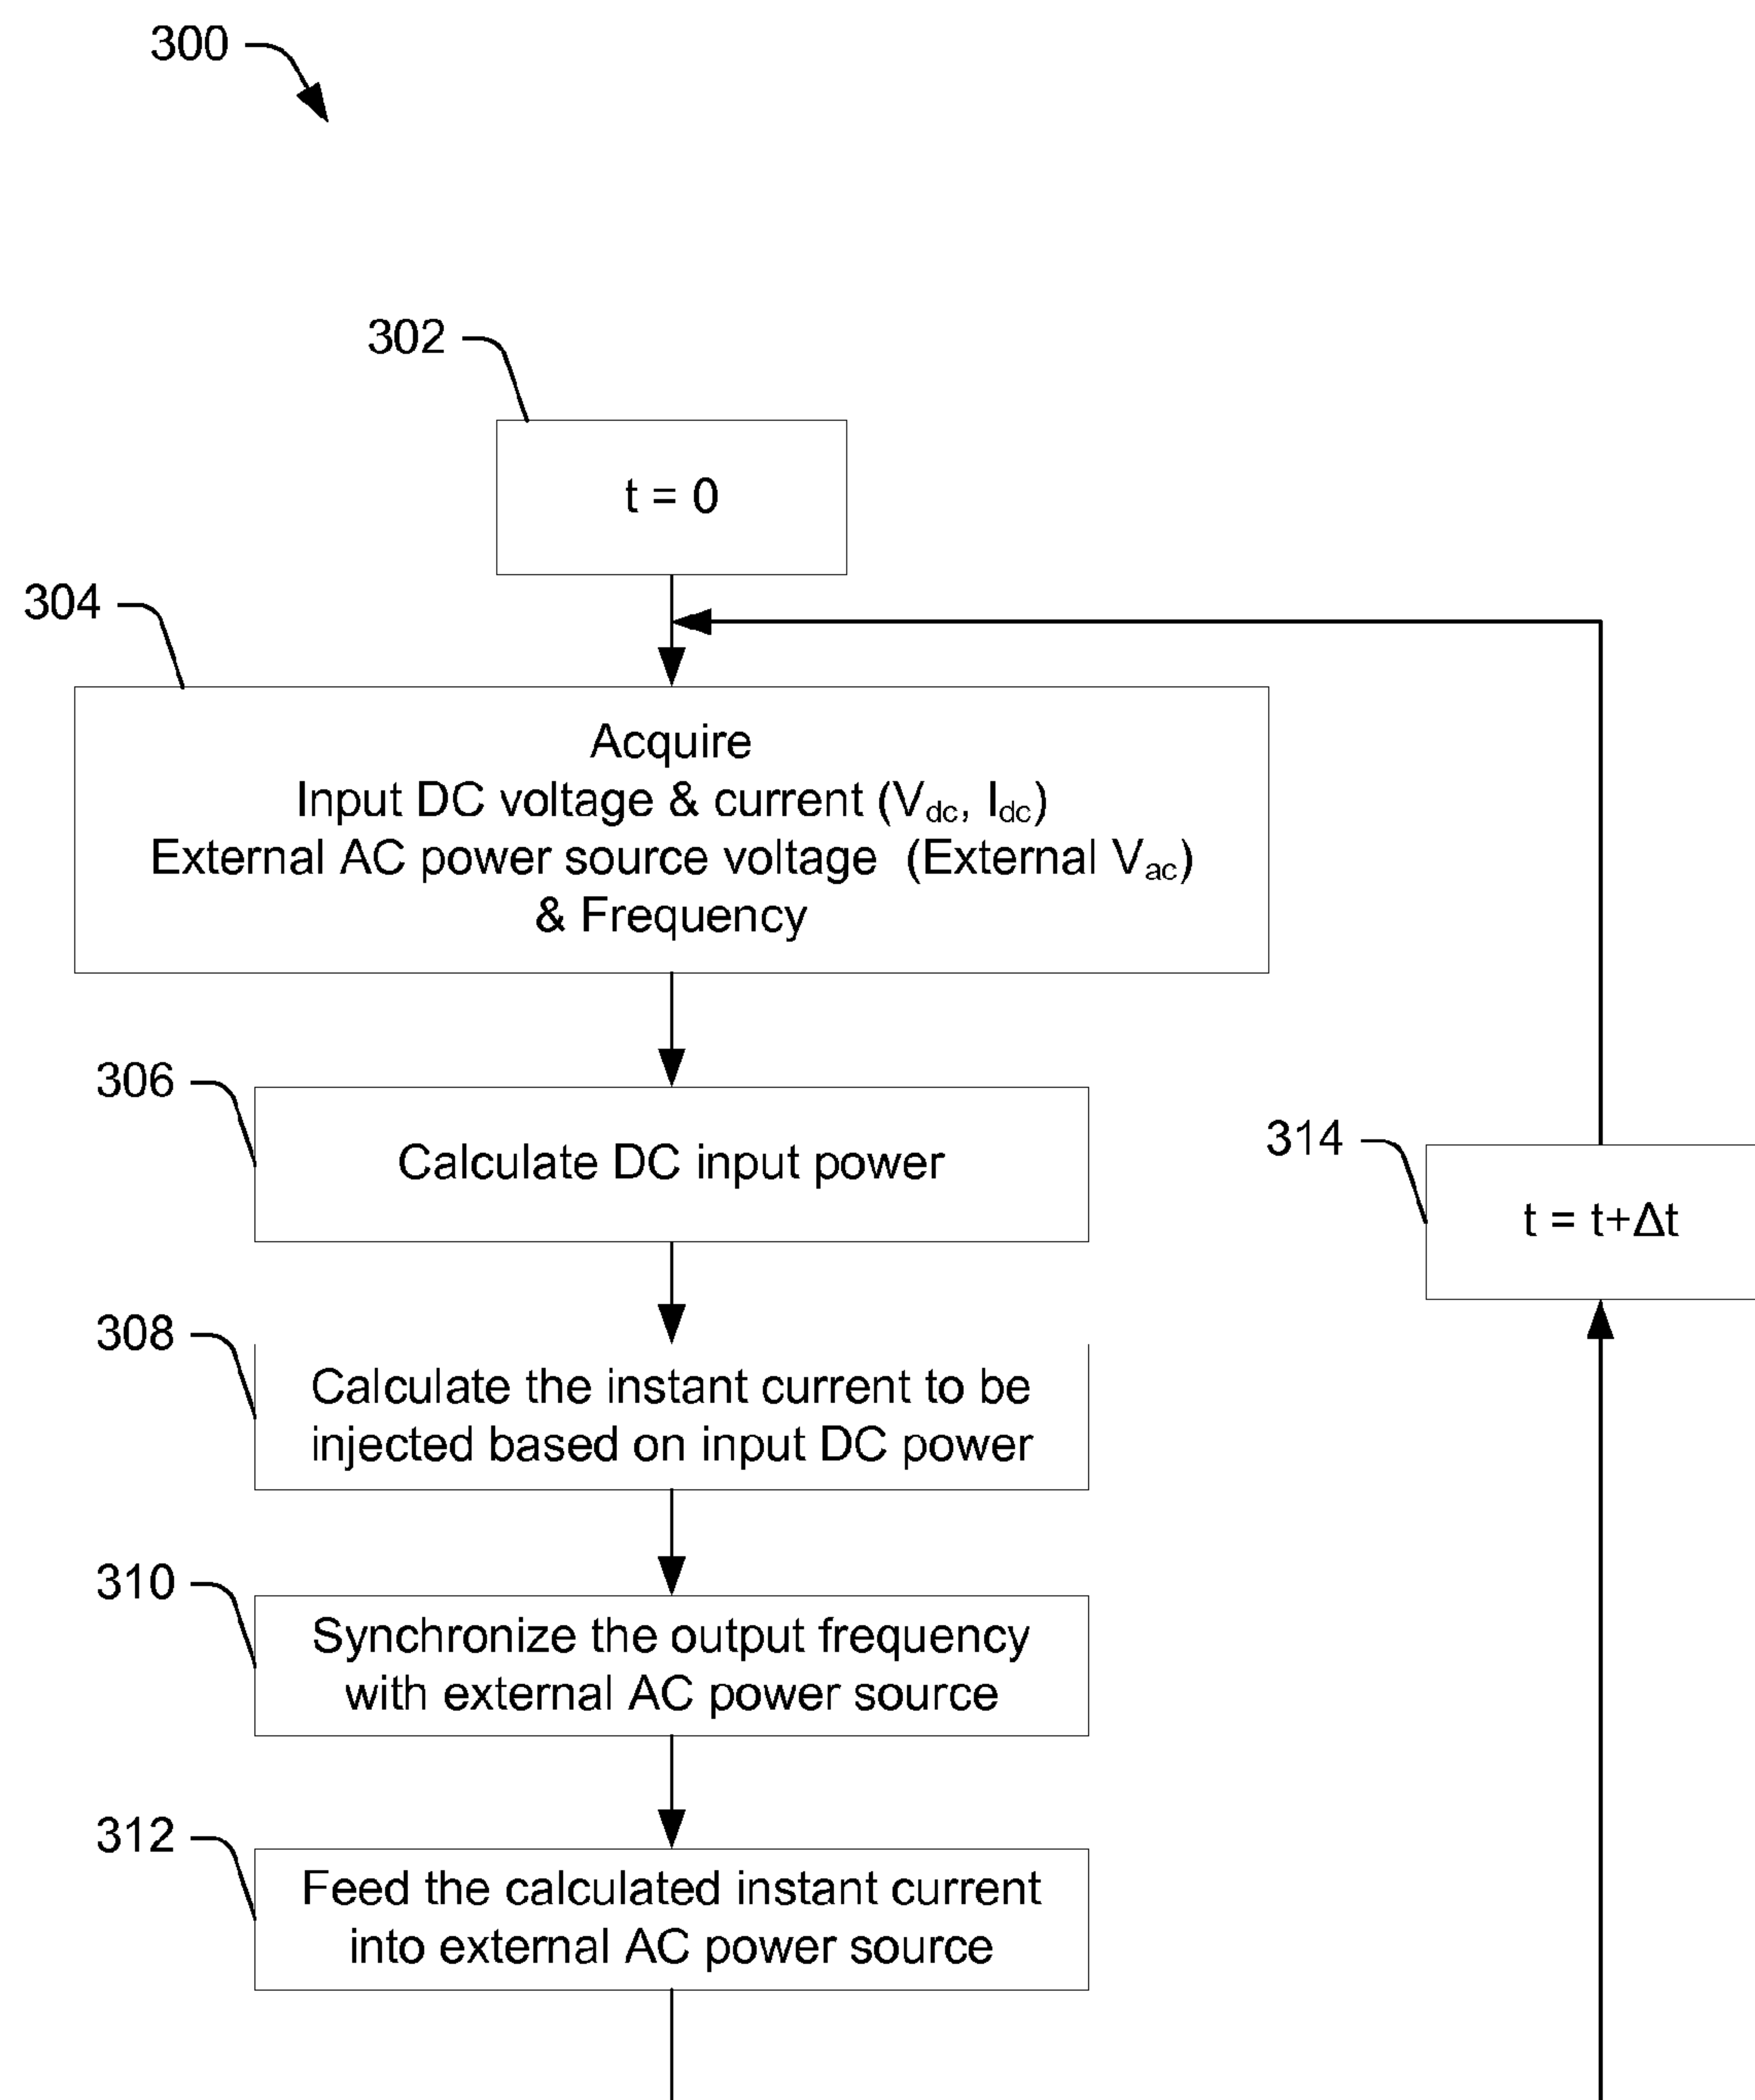 300
302
t = 0
304
Acquire
Input DC voltage & current (Vdc, Idc)
External AC power source voltage (External Vac)
& Frequency
306
Calculate DC input power
314
t = t+Δt
308
Calculate the instant current to be
injected based on input DC power
310
Synchronize the output frequency
with external AC power source
312
Feed the calculated instant current
into external AC power source